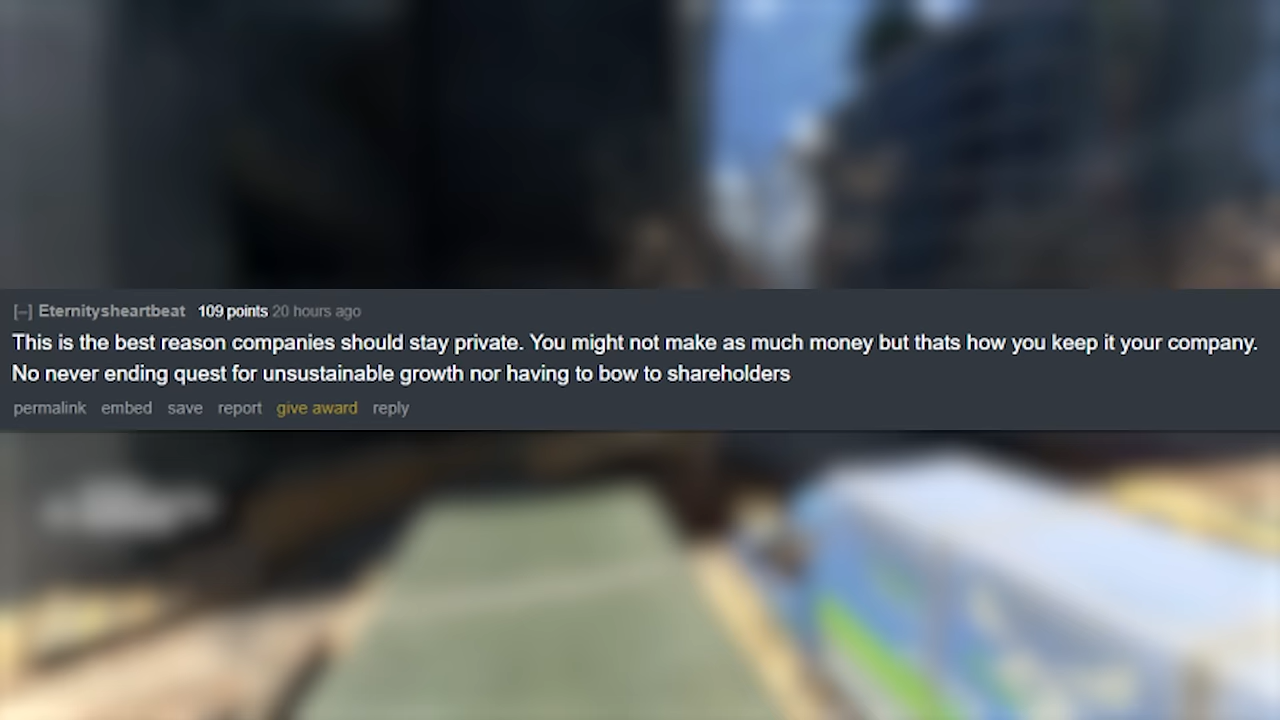 [–] Eternitysheartbeat 109 points 20 hours ago
This is the best reason companies should stay private. You might not make as much money but thats how you keep it your company.
No never ending quest for unsustainable growth nor having to bow to shareholders
permalink embed save report give award reply